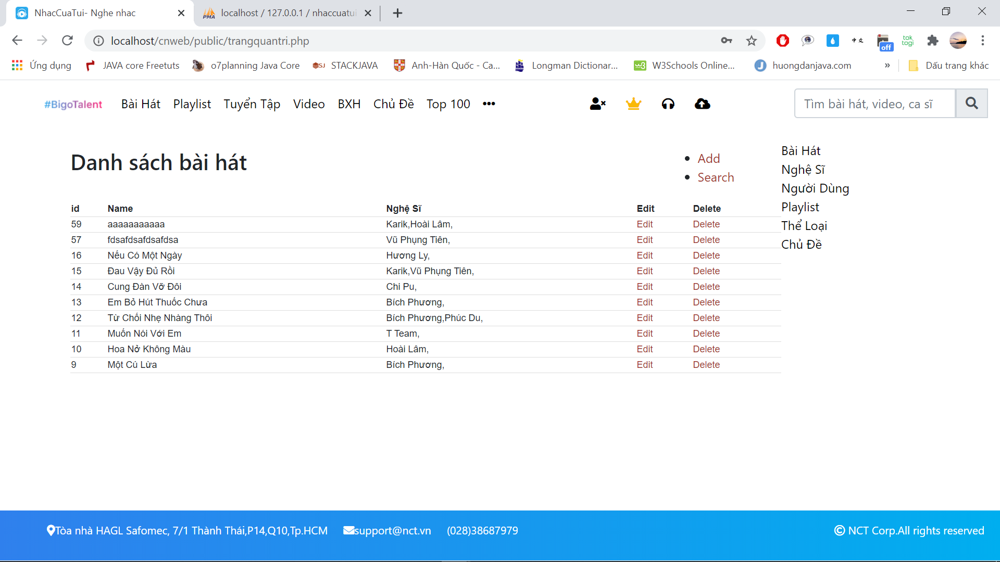 NhacCuaTui- Nghe nhac
localhost / 127.0.0.1 / nhaccuatui
localhost/cnweb/public/trangquantri.php
off
tok togi
Ứng dụng JAVA core Freetuts o7planning Java Core STACKJAVA Anh-Hàn Quốc - Ca... Longman Dictionar... W3Schools Online... huongdanjava.com » Dấu trang khác
#BigoTalent Bài Hát Playlist Tuyển Tập Video BXH Chủ Đề Top 100 ••• Tìm bài hát, video, ca sĩ
Danh sách bài hát
Add
Search
id Name Nghệ Sĩ Edit Delete
59 aaaaaaaaaaa Karik,Hoài Lâm, Edit Delete
57 fdsafdsafdsafdsa Vũ Phụng Tiên, Edit Delete
16 Nếu Có Một Ngày Hương Ly, Edit Delete
15 Đau Vậy Đủ Rồi Karik,Vũ Phụng Tiên, Edit Delete
14 Cung Đàn Vỡ Đôi Chi Pu, Edit Delete
13 Em Bỏ Hút Thuốc Chưa Bích Phương, Edit Delete
12 Từ Chối Nhẹ Nhàng Thôi Bích Phương,Phúc Du, Edit Delete
11 Muốn Nói Với Em T Team, Edit Delete
10 Hoa Nở Không Màu Hoài Lâm, Edit Delete
9 Một Cú Lừa Bích Phương, Edit Delete
Bài Hát
Nghệ Sĩ
Người Dùng
Playlist
Thể Loại
Chủ Đề
Tòa nhà HAGL Safomec, 7/1 Thành Thái,P14,Q10,Tp.HCM support@nct.vn (028)38687979 © NCT Corp.All rights reserved